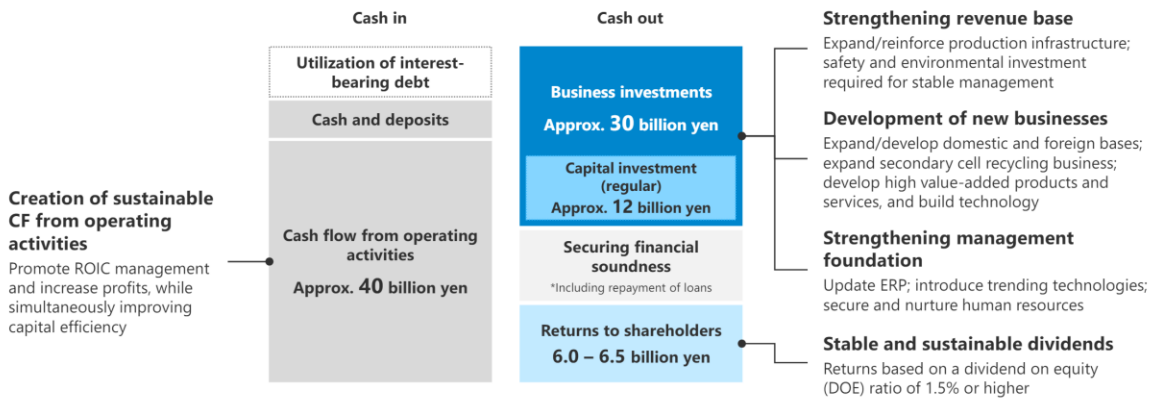 Cash in
Cash out
Creation of sustainable
CF from operating
activities
Promote ROIC management
and increase profits, while
simultaneously improving
capital efficiency
Utilization of interest-
bearing debt
Cash and deposits
Cash flow from operating
activities
Approx. 40 billion yen
Business investments
Approx. 30 billion yen
Capital investment
(regular)
Approx. 12 billion yen
Securing financial
soundness
*Including repayment of loans
Returns to shareholders
6.0 – 6.5 billion yen
Strengthening revenue base
Expand/reinforce production infrastructure;
safety and environmental investment
required for stable management
Development of new businesses
Expand/develop domestic and foreign bases;
expand secondary cell recycling business;
develop high value-added products and
services, and build technology
Strengthening management
foundation
Update ERP; introduce trending technologies;
secure and nurture human resources
Stable and sustainable dividends
Returns based on a dividend on equity
(DOE) ratio of 1.5% or higher